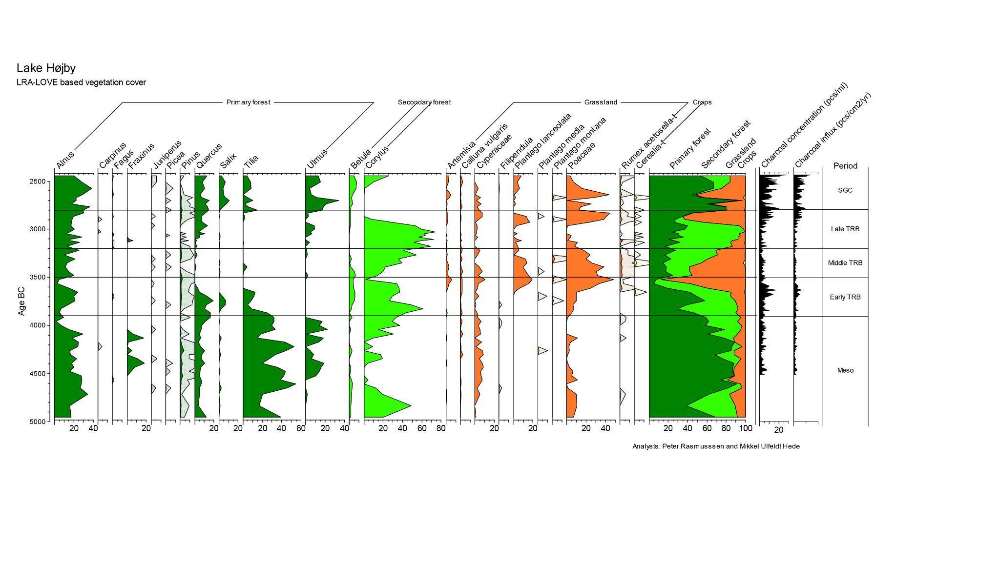 Lake Højby
LRA-LOVE based vegetation cover
Primary forest
Secondary forest
Grassland
Crops
Alnus
Carpinus
Fagus
Fraxinus
Juniperus
Picea
Pinus
Quercus
Salix
Tilia
Ulmus
Betula
Corylus
Artemisia
Calluna vulgaris
Cyperaceae
Filipendula
Plantago lanceolata
Plantago media
Plantago montana
Poaceae
Rumex acetosella-t
Cerealia-t
Primary forest
Secondary forest
Grassland
Crops
Charcoal concentration (pcs/ml)
Charcoal influx (pcs/cm2/yr)
Period
2500
3000
3500
4000
4500
5000
Age BC
SGC
Late TRB
Middle TRB
Early TRB
Meso
20 40 20 20 20 20 40 60 20 40 20 40 60 80 20 20 20 40 20 40 60 80 100 20
Analysts: Peter Rasmusssen and Mikkel Ulfeldt Hede